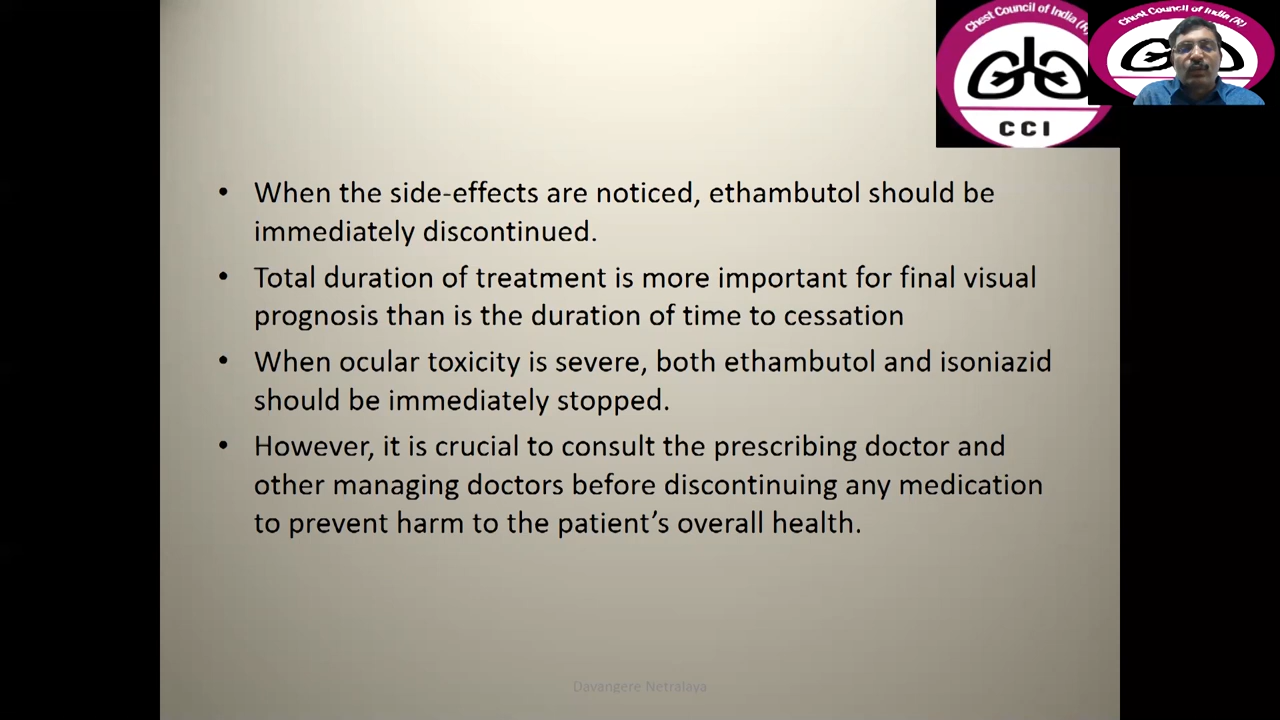 Chest Council of India (R)
Chest Council of India (R)
CCI
• When the side-effects are noticed, ethambutol should be
immediately discontinued.
• Total duration of treatment is more important for final visual
prognosis than is the duration of time to cessation
• When ocular toxicity is severe, both ethambutol and isoniazid
should be immediately stopped.
• However, it is crucial to consult the prescribing doctor and
other managing doctors before discontinuing any medication
to prevent harm to the patient’s overall health.
Davangere Netralaya